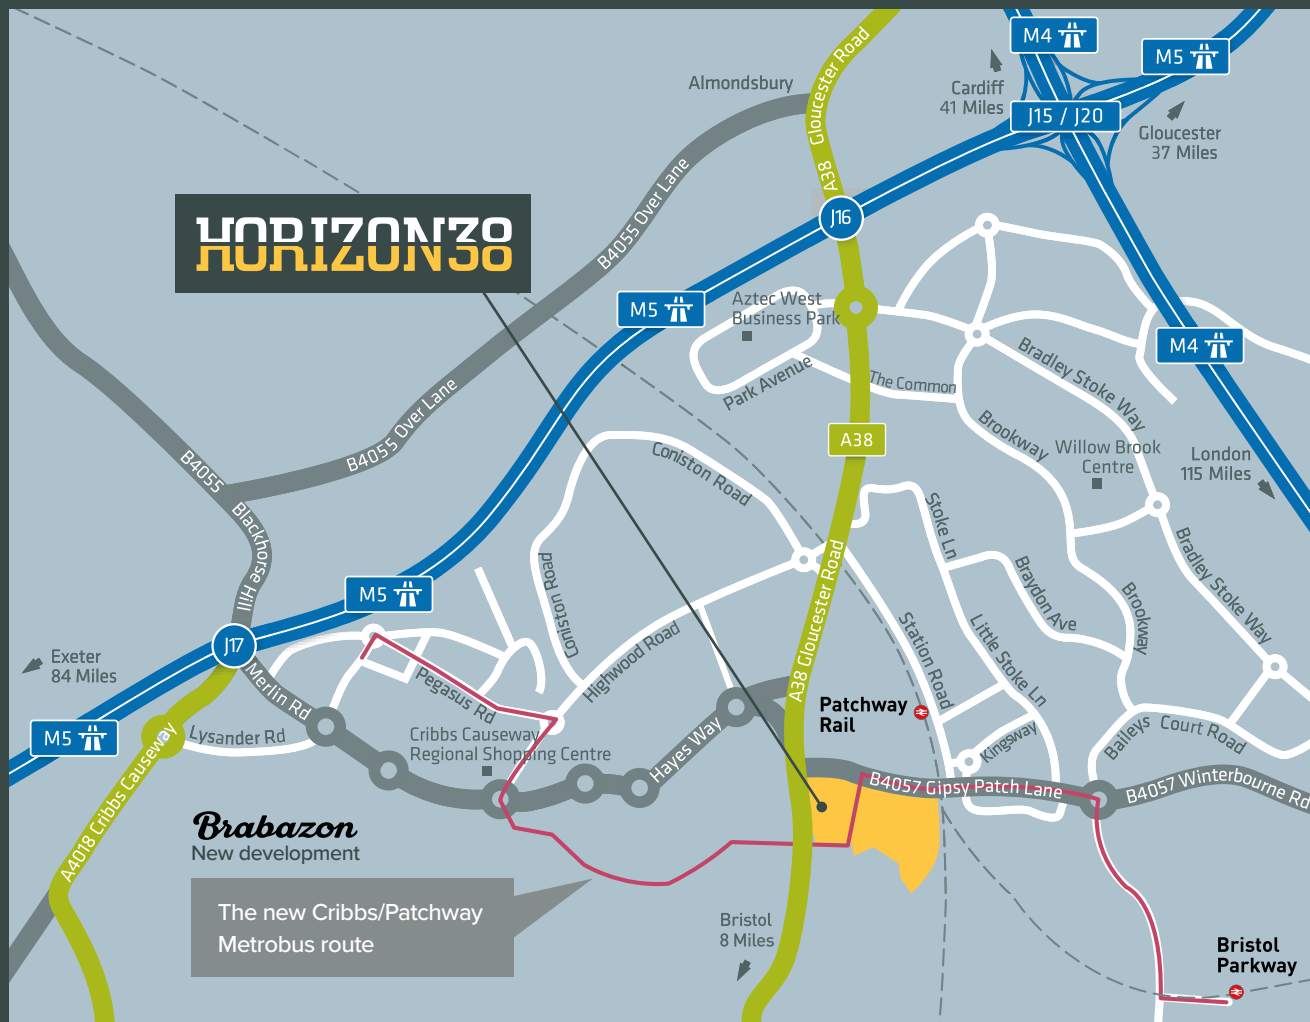 M4
M5
Gloucester Road
Almondsbury
Cardiff
41 Miles
J15 / J20
Gloucester
37 Miles
A38
B4055 Over Lane
J16
HORIZON38
M5
Aztec West
Business Park
M4
Park Avenue
The Common
Bradley Stoke Way
B4055 Over Lane
A38
Brookway
Willow Brook
Centre
London
115 Miles
B4055
Coniston Road
Blackhorse Hill
Stoke Ln
Bradley Stoke Way
M5
Coniston Road
A38 Gloucester Road
Braydon Ave
Brookway
J17
Exeter
84 Miles
Merlin Rd
Highwood Road
Station Road
Little Stoke Ln
Pegasus Rd
Patchway
Rail
M5
Lysander Rd
Cribbs Causeway
Regional Shopping Centre
Hayes Way
Kingsway
Baileys Court Road
A4018 Cribbs Causeway
B4057 Gipsy Patch Lane
B4057 Winterbourne Rd
Brabazon
New development
The new Cribbs/Patchway
Metrobus route
Bristol
8 Miles
Bristol
Parkway